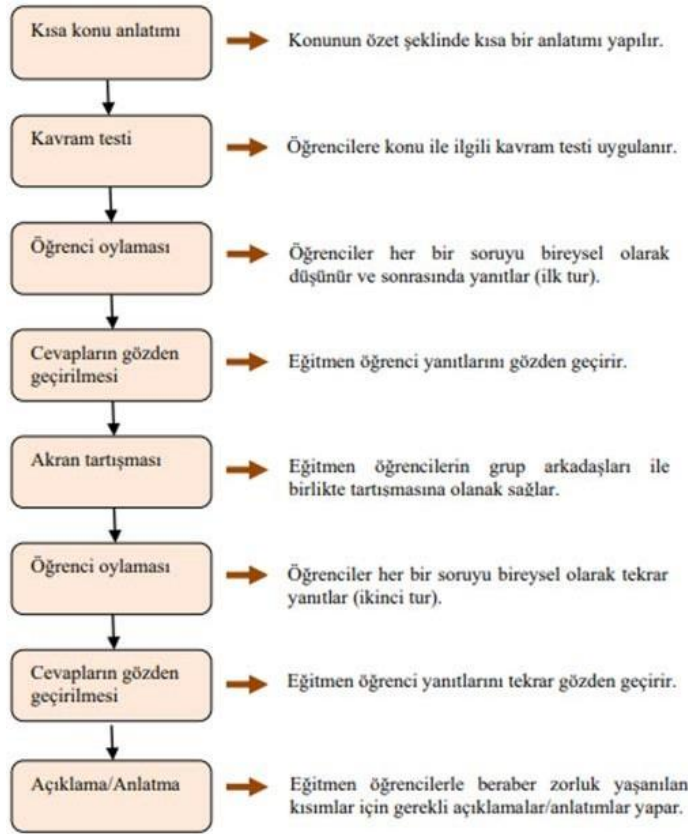 Kısa konu anlatımı
Konunun özet şeklinde kısa bir anlatımı yapılır.
Kavram testi
Öğrencilere konu ile ilgili kavram testi uygulanır.
Öğrenci oylaması
Öğrenciler her bir soruyu bireysel olarak
düşünür ve sonrasında yanıtlar (ilk tur).
Cevapların gözden
geçirilmesi
Eğitmen öğrenci yanıtlarını gözden geçirir.
Akran tartışması
Eğitmen öğrencilerin grup arkadaşları ile
birlikte tartışmasına olanak sağlar.
Öğrenci oylaması
Öğrenciler her bir soruyu bireysel olarak tekrar
yanıtlar (ikinci tur).
Cevapların gözden
geçirilmesi
Eğitmen öğrenci yanıtlarını tekrar gözden geçirir.
Açıklama/Anlatma
Eğitmen öğrencilerle beraber zorluk yaşanılan
kısımlar için gerekli açıklamalar/anlatımlar yapar.